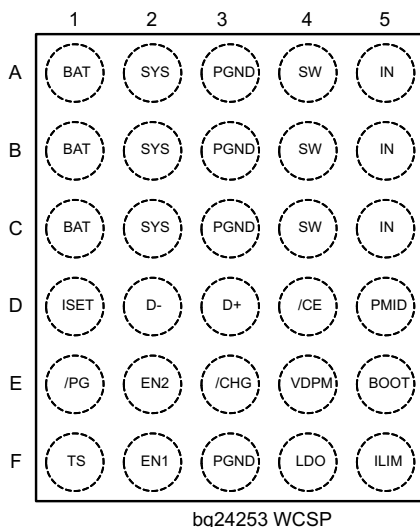 1 2 3 4 5
A BAT SYS PGND SW IN
B BAT SYS PGND SW IN
C BAT SYS PGND SW IN
D ISET D- D+ /CE PMID
E /PG EN2 /CHG VDPM BOOT
F TS EN1 PGND LDO ILIM
bq24253 WCSP